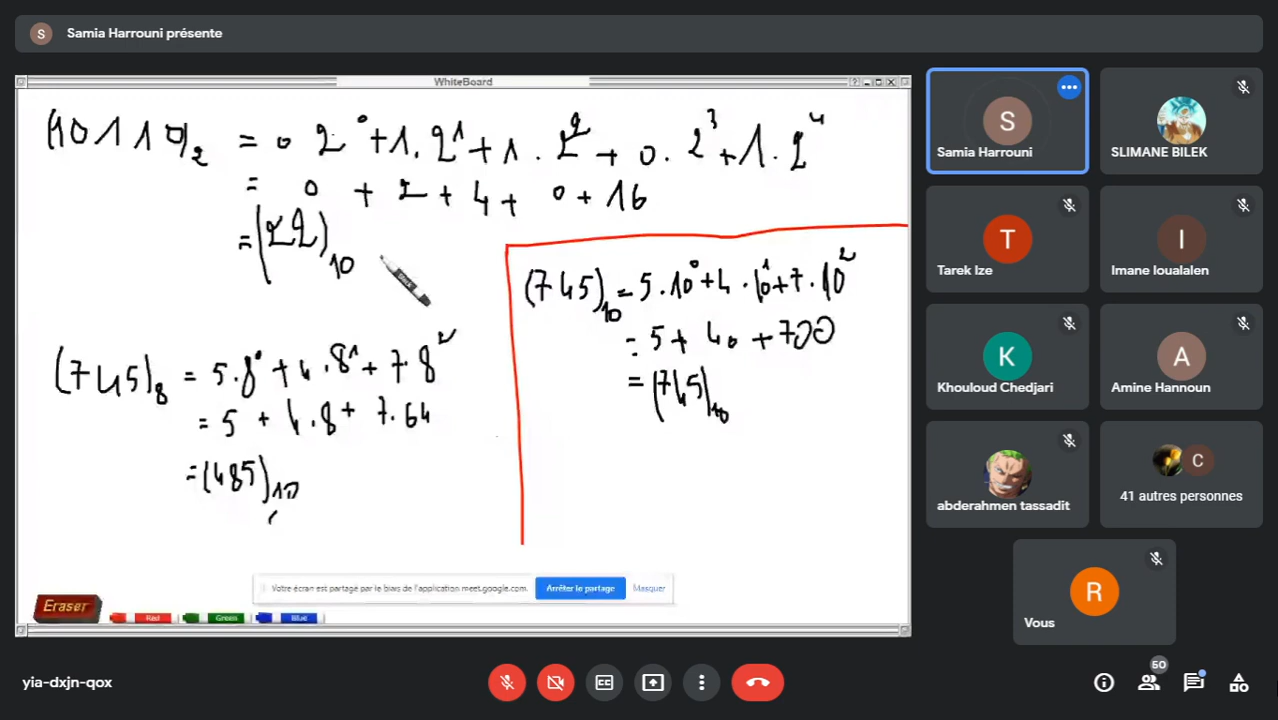 S Samia Harrouni présente
WhiteBoard
(10110)₂ = 0 2⁰ + 1. 2¹ + 1. 2² + 0. 2³ + 1. 2⁴
= 0 + 2 + 4 + 0 + 16
= (22)₁₀
(745)₈ = 5.8⁰ + 4.8¹ + 7.8²
= 5 + 4.8 + 7.64
= (485)₁₀
(745)₁₀ = 5.10⁰ + 4.10¹ + 7.10²
= 5 + 40 + 700
= (745)₁₀
Votre écran est partagé par le biais de l'application meet.google.com. Arrêter le partage Masquer
Eraser Red Green Blue
S
Samia Harrouni
SLIMANE BILEK
T
Tarek Ize
I
Imane Ioualalen
K
Khouloud Chedjari
A
Amine Hannoun
abderahmen tassadit
C
41 autres personnes
R
Vous
yia-dxjn-qox
CC
50